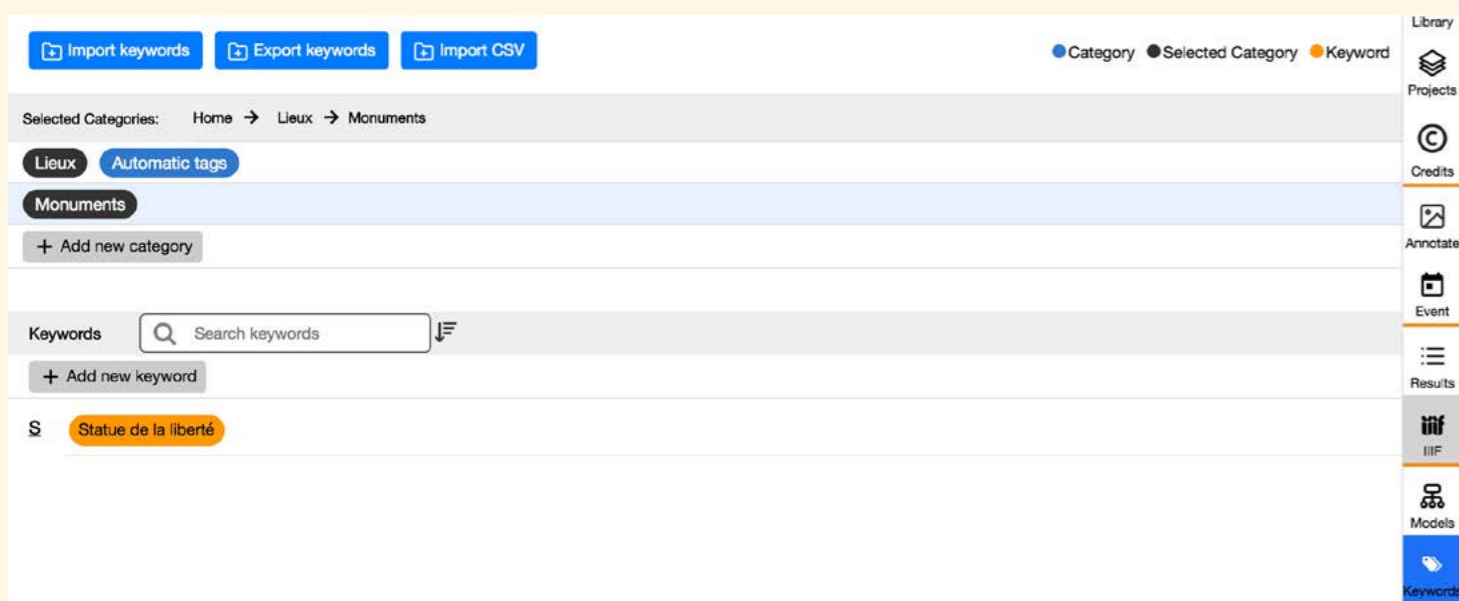 Import keywords Export keywords Import CSV
Category Selected Category Keyword
Selected Categories: Home → Lieux → Monuments
Lieux Automatic tags
Monuments
+ Add new category
Keywords Search keywords
+ Add new keyword
S Statue de la liberté
Library
Projects
Credits
Annotate
Event
Results
iiif
IIIF
Models
Keywords